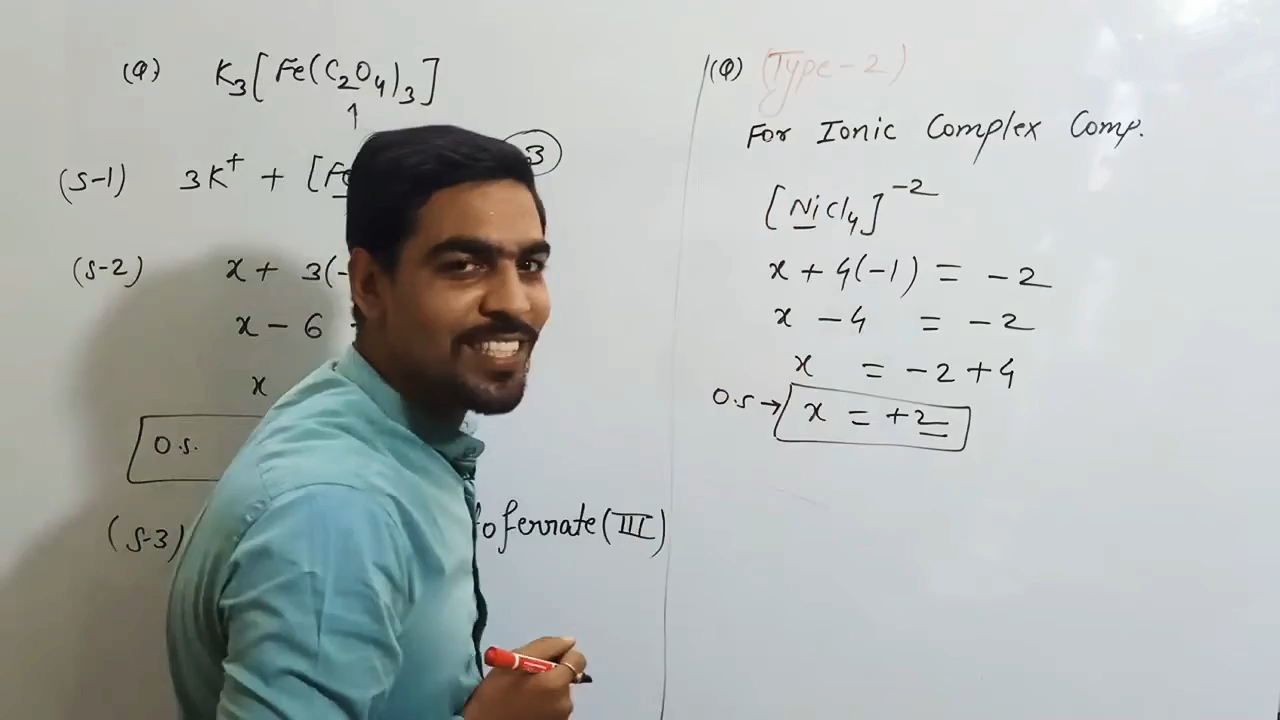 (Q) K₃[Fe(C₂O₄)₃]
↑
(S-1) 3K⁺ + [Fe 3
(S-2) x + 3(-
x - 6
x
O.S.
(S-3) oferrate(III)
(Q) (Type-2)
For Ionic Complex Comp.
[NiCl₄]⁻²
x + 4(-1) = -2
x - 4 = -2
x = -2 + 4
O.S → x = +2